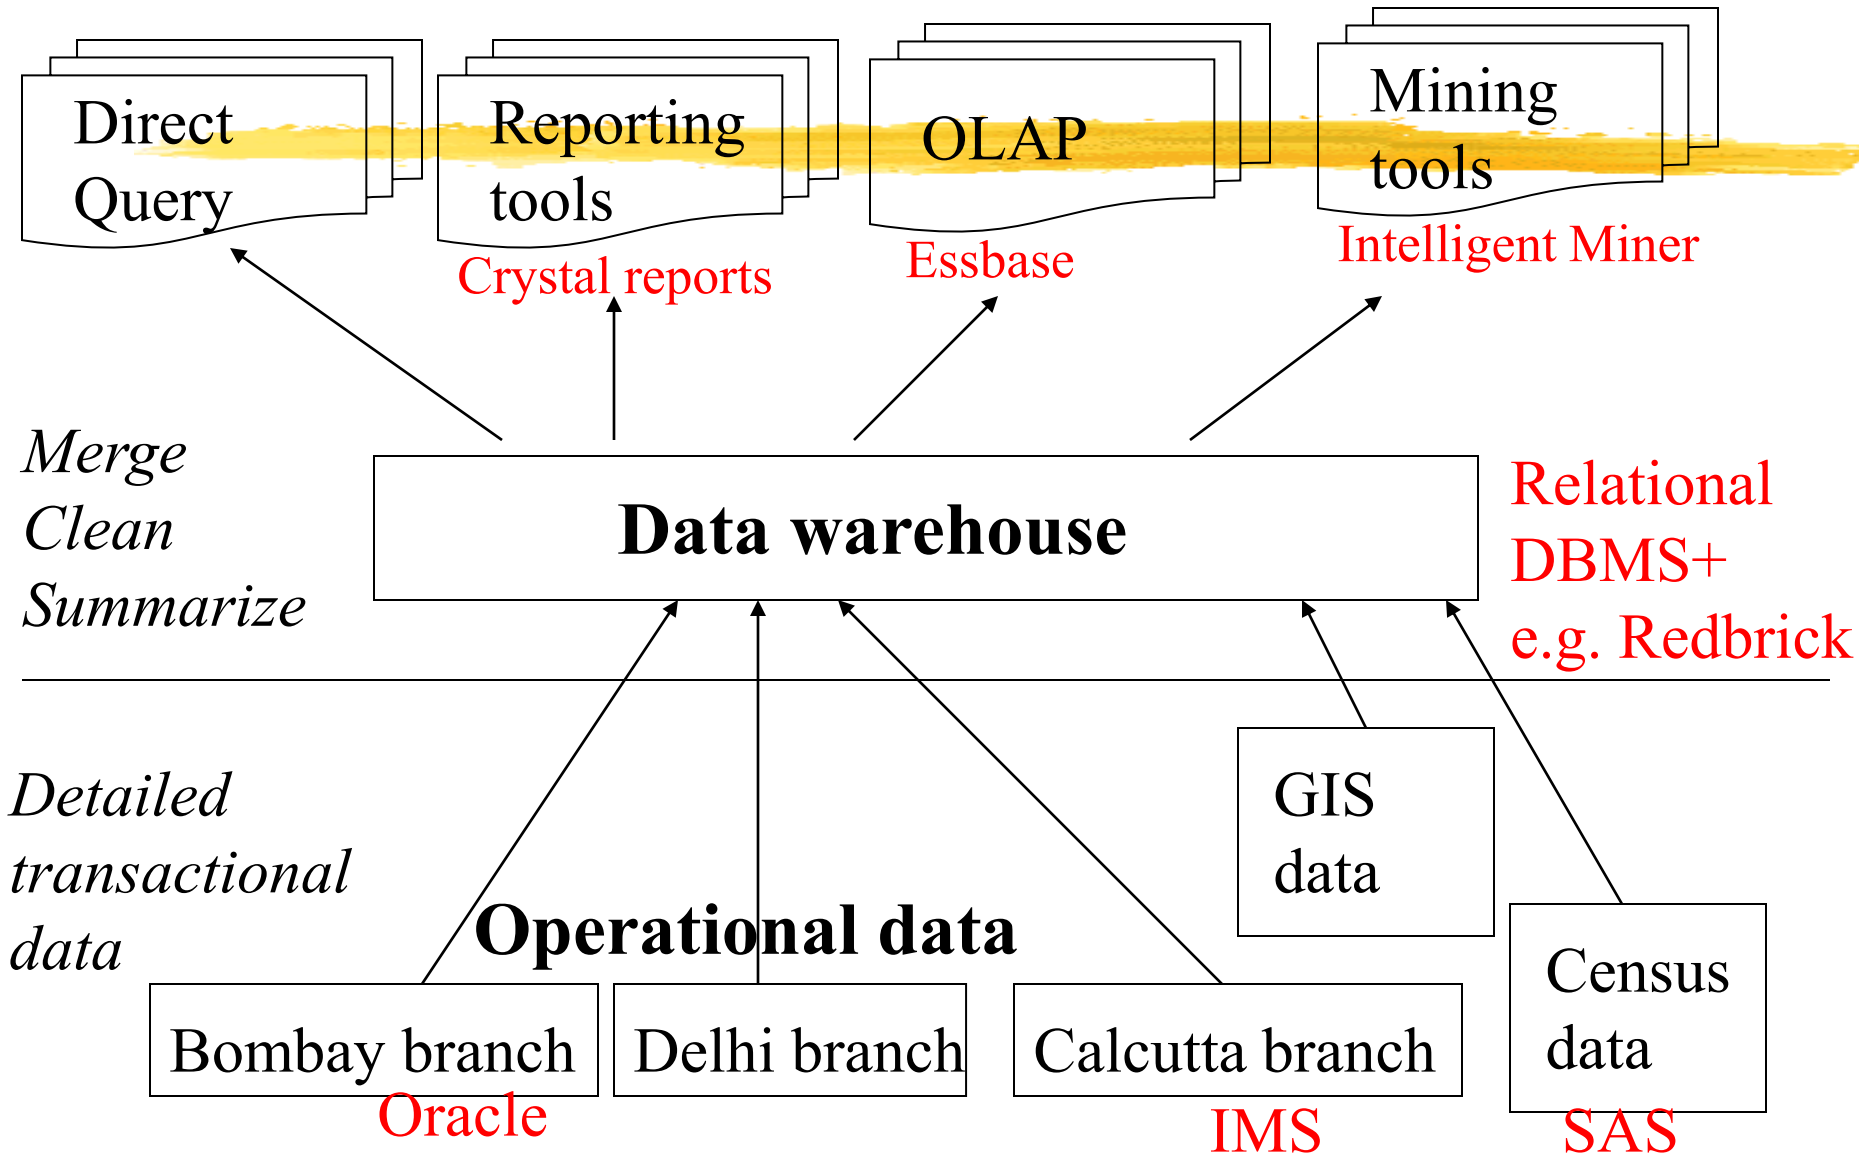 Direct
Query
Reporting
tools
OLAP
Mining
tools
Crystal reports
Essbase
Intelligent Miner
Merge
Clean
Summarize
Data warehouse
Relational
DBMS+
e.g. Redbrick
Detailed
transactional
data
Operational data
GIS
data
Census
data
Bombay branch
Delhi branch
Calcutta branch
Oracle
IMS
SAS